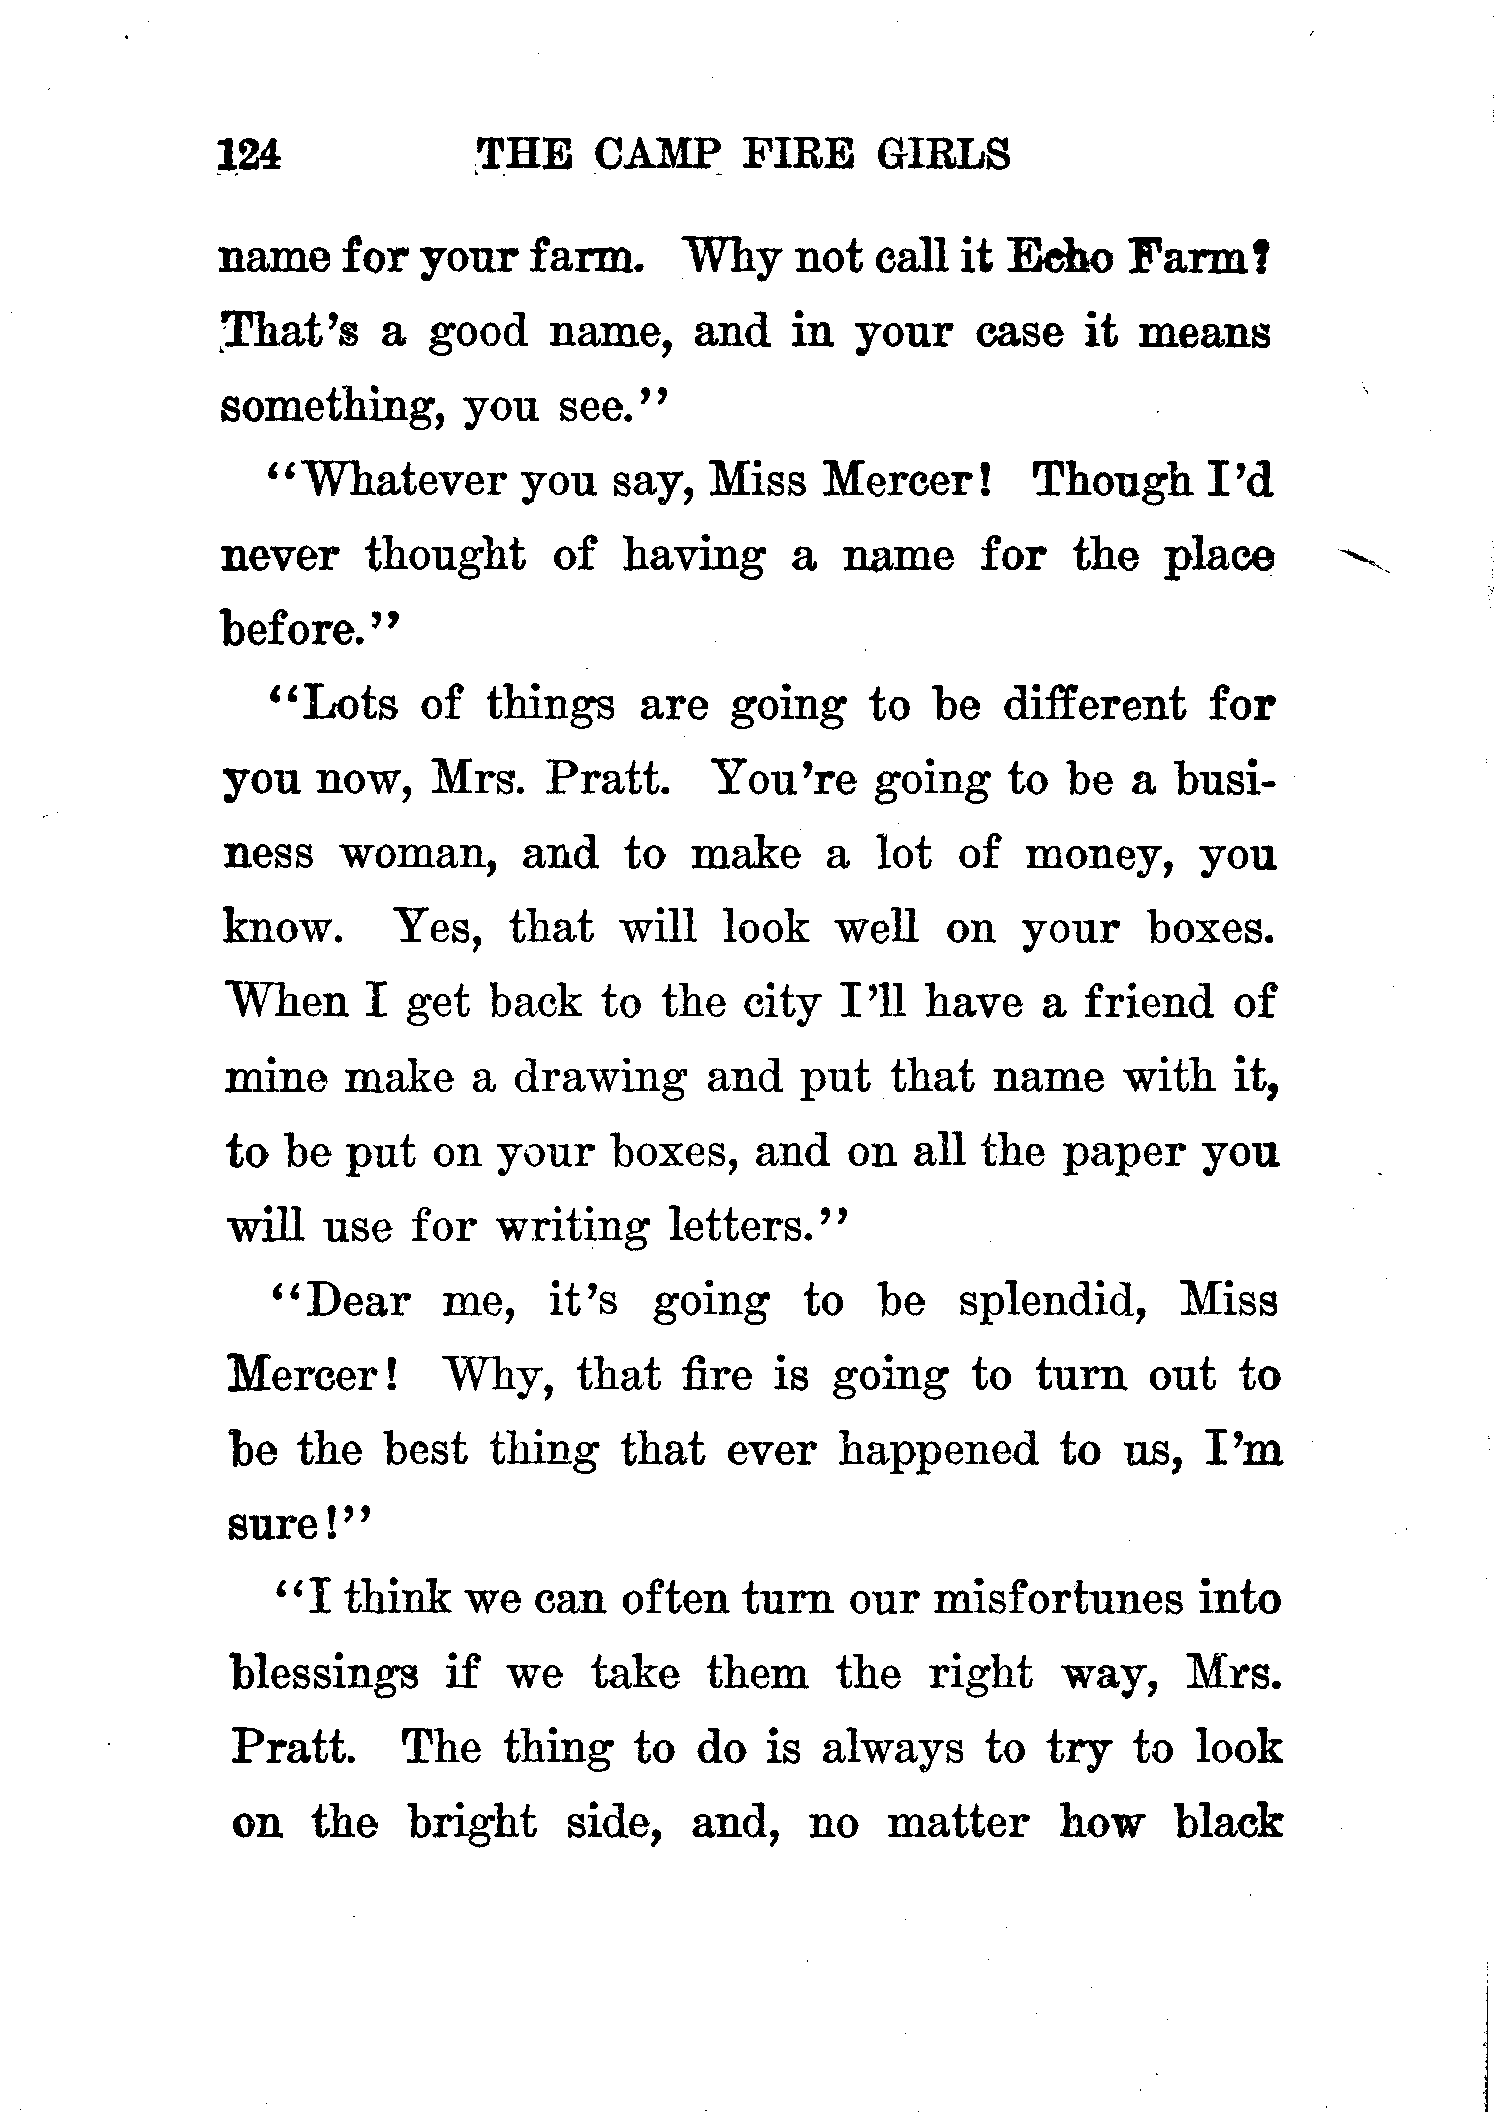 124 THE CAMP FIRE GIRLS
name for your farm. Why not call it Echo Farm?
That's a good name, and in your case it means
something, you see."
"Whatever you say, Miss Mercer! Though I'd
never thought of having a name for the place
before."
"Lots of things are going to be different for
you now, Mrs. Pratt. You're going to be a busi-
ness woman, and to make a lot of money, you
know. Yes, that will look well on your boxes.
When I get back to the city I'll have a friend of
mine make a drawing and put that name with it,
to be put on your boxes, and on all the paper you
will use for writing letters."
"Dear me, it's going to be splendid, Miss
Mercer! Why, that fire is going to turn out to
be the best thing that ever happened to us, I'm
sure!"
"I think we can often turn our misfortunes into
blessings if we take them the right way, Mrs.
Pratt. The thing to do is always to try to look
on the bright side, and, no matter how black